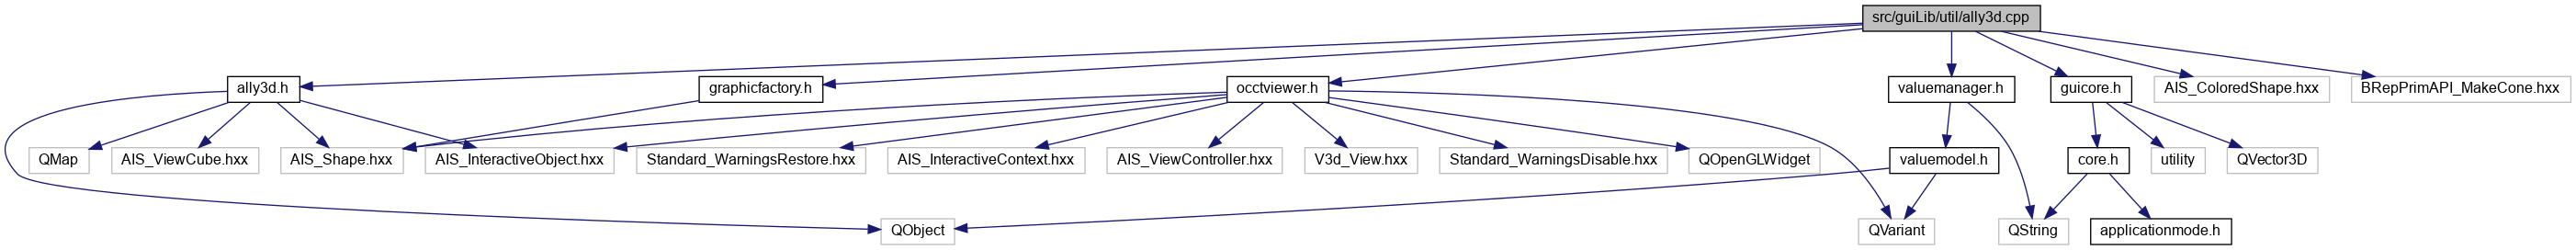 src/guiLib/util/ally3d.cpp
ally3d.h
graphicfactory.h
occtviewer.h
valuemanager.h
guicore.h
AIS_ColoredShape.hxx
BRepPrimAPI_MakeCone.hxx
QMap
AIS_ViewCube.hxx
AIS_Shape.hxx
AIS_InteractiveObject.hxx
Standard_WarningsRestore.hxx
AIS_InteractiveContext.hxx
AIS_ViewController.hxx
V3d_View.hxx
Standard_WarningsDisable.hxx
QOpenGLWidget
valuemodel.h
core.h
utility
QVector3D
QObject
QVariant
QString
applicationmode.h